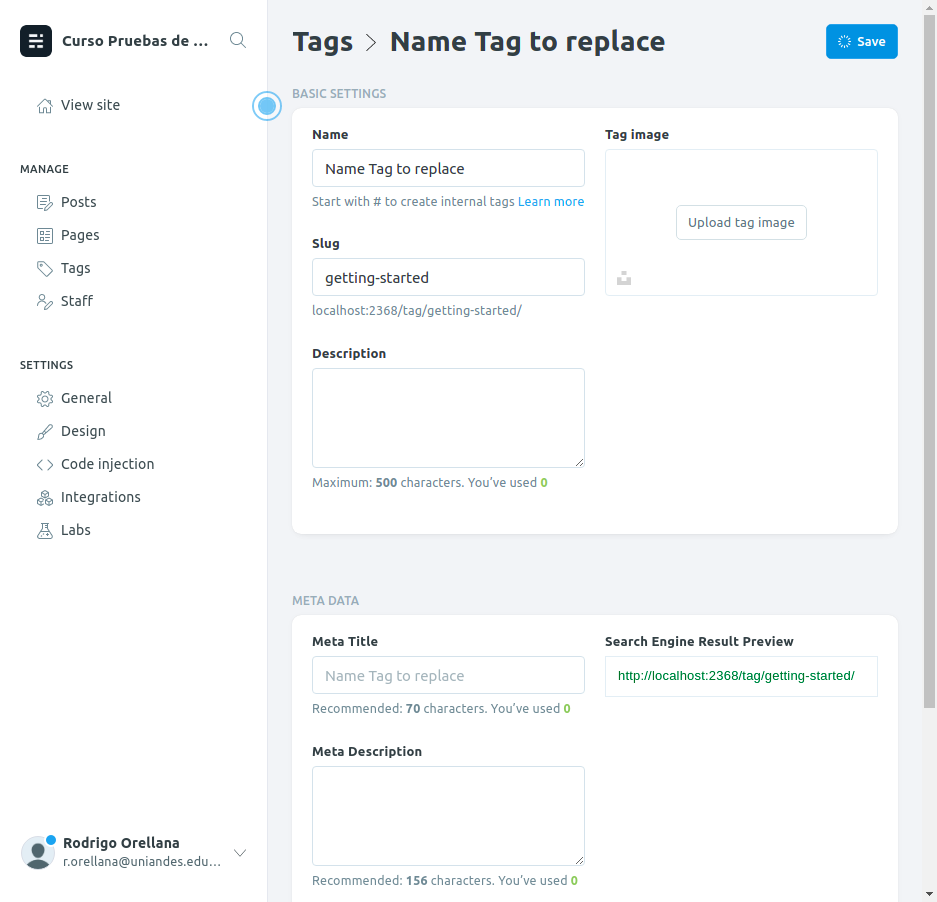 Curso Pruebas de ...
View site
MANAGE
Posts
Pages
Tags
Staff
SETTINGS
General
Design
Code injection
Integrations
Labs
Rodrigo Orellana
r.orellana@uniandes.edu...
Tags > Name Tag to replace
Save
BASIC SETTINGS
Name
Name Tag to replace
Start with # to create internal tags Learn more
Slug
getting-started
localhost:2368/tag/getting-started/
Description
Maximum: 500 characters. You’ve used 0
Tag image
Upload tag image
META DATA
Meta Title
Name Tag to replace
Recommended: 70 characters. You’ve used 0
Meta Description
Recommended: 156 characters. You’ve used 0
Search Engine Result Preview
http://localhost:2368/tag/getting-started/